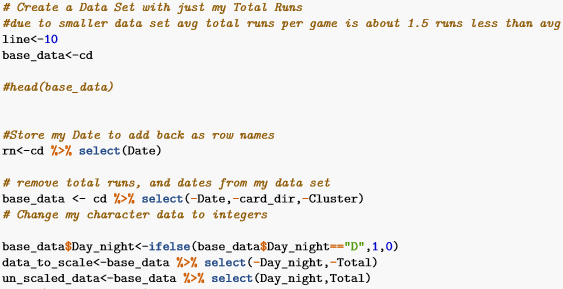 # Create a Data Set with just my Total Runs
#due to smaller data set avg total runs per game is about 1.5 runs less than avg
line<-10
base_data<-cd
#head(base_data)
#Store my Date to add back as row names
rn<-cd %>% select(Date)
# remove total runs, and dates from my data set
base_data <- cd %>% select(-Date,-card_dir,-Cluster)
# Change my character data to integers
base_data$Day_night<-ifelse(base_data$Day_night=="D",1,0)
data_to_scale<-base_data %>% select(-Day_night,-Total)
un_scaled_data<-base_data %>% select(Day_night,Total)